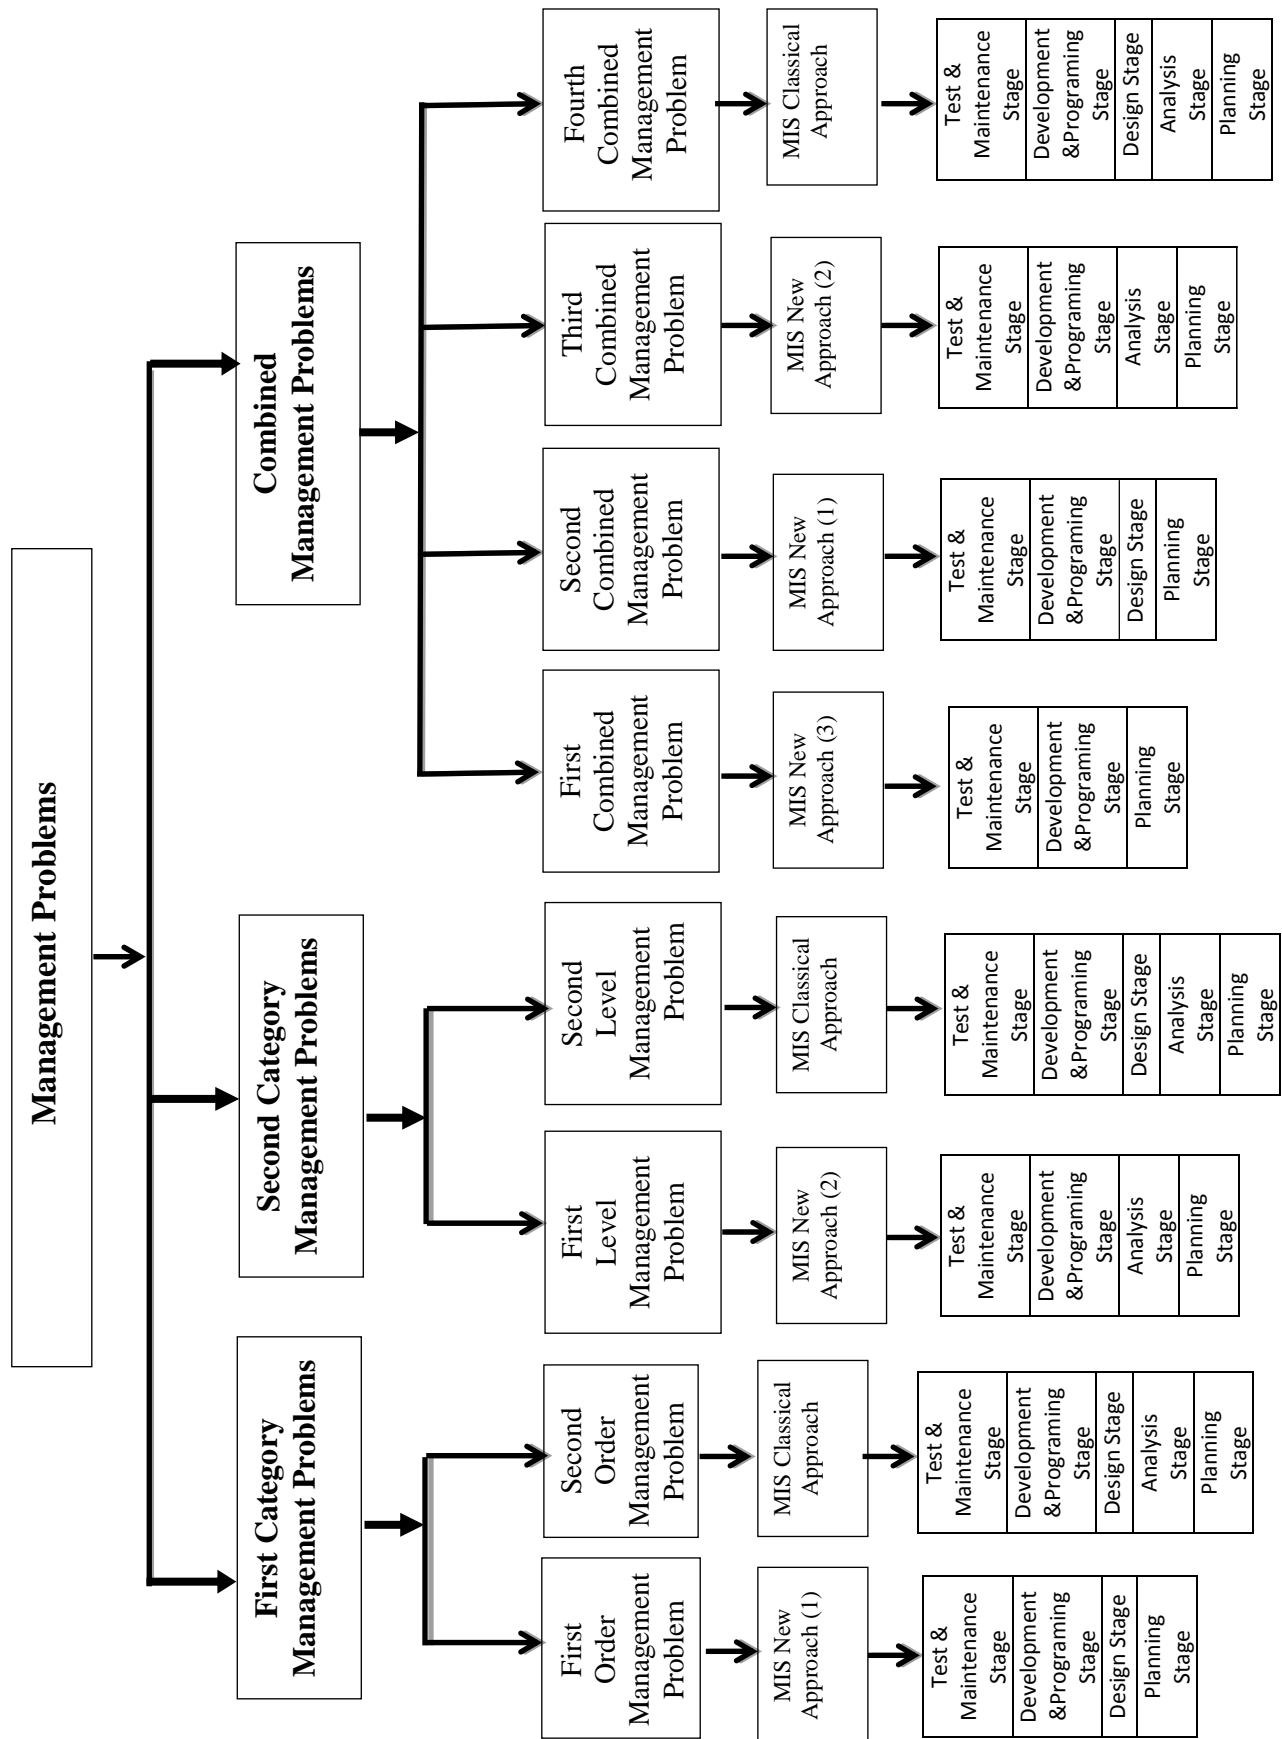 Management Problems
First Category
Management Problems
Second Category
Management Problems
Combined
Management Problems
First
Order
Management
Problem
Second
Order
Management
Problem
First
Level
Management
Problem
Second
Level
Management
Problem
First
Combined
Management
Problem
Second
Combined
Management
Problem
Third
Combined
Management
Problem
Fourth
Combined
Management
Problem
MIS New
Approach (1)
MIS Classical
Approach
MIS New
Approach (2)
MIS Classical
Approach
MIS New
Approach (3)
MIS New
Approach (1)
MIS New
Approach (2)
MIS Classical
Approach
Test &
Maintenance
Stage
Development
&Programing
Stage
Design Stage
Planning
Stage
Test &
Maintenance
Stage
Development
&Programing
Stage
Design Stage
Analysis
Stage
Planning
Stage
Test &
Maintenance
Stage
Development
&Programing
Stage
Analysis
Stage
Planning
Stage
Test &
Maintenance
Stage
Development
&Programing
Stage
Design Stage
Analysis
Stage
Planning
Stage
Test &
Maintenance
Stage
Development
&Programing
Stage
Planning
Stage
Test &
Maintenance
Stage
Development
&Programing
Stage
Design Stage
Planning
Stage
Test &
Maintenance
Stage
Development
&Programing
Stage
Analysis
Stage
Planning
Stage
Test &
Maintenance
Stage
Development
&Programing
Stage
Design Stage
Analysis
Stage
Planning
Stage